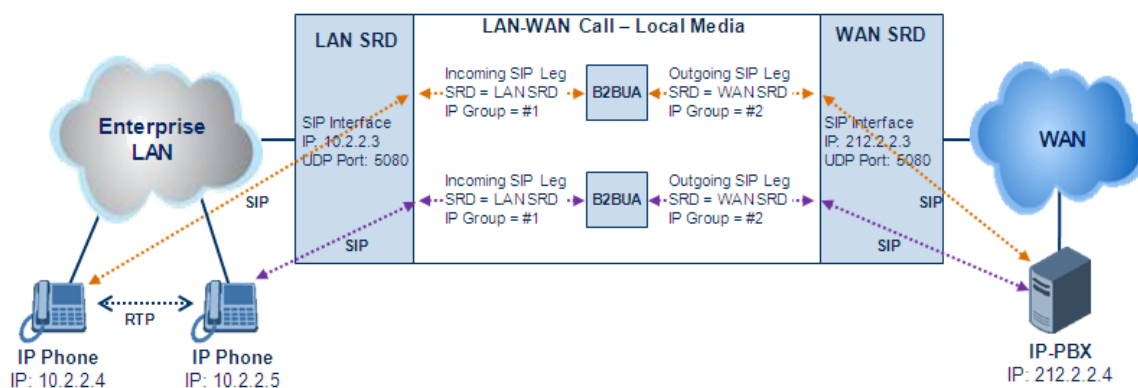 LAN-WAN Call – Local Media
LAN SRD
WAN SRD
Enterprise
LAN
WAN
SIP Interface
IP: 10.2.2.3
UDP Port: 5080
Incoming SIP Leg
SRD = LAN SRD
IP Group = #1
B2BUA
Outgoing SIP Leg
SRD = WAN SRD
IP Group = #2
SIP Interface
IP: 212.2.2.3
UDP Port: 5080
Incoming SIP Leg
SRD = LAN SRD
IP Group = #1
B2BUA
Outgoing SIP Leg
SRD = WAN SRD
IP Group = #2
SIP
SIP
SIP
SIP
RTP
IP Phone
IP: 10.2.2.4
IP Phone
IP: 10.2.2.5
IP-PBX
IP: 212.2.2.4